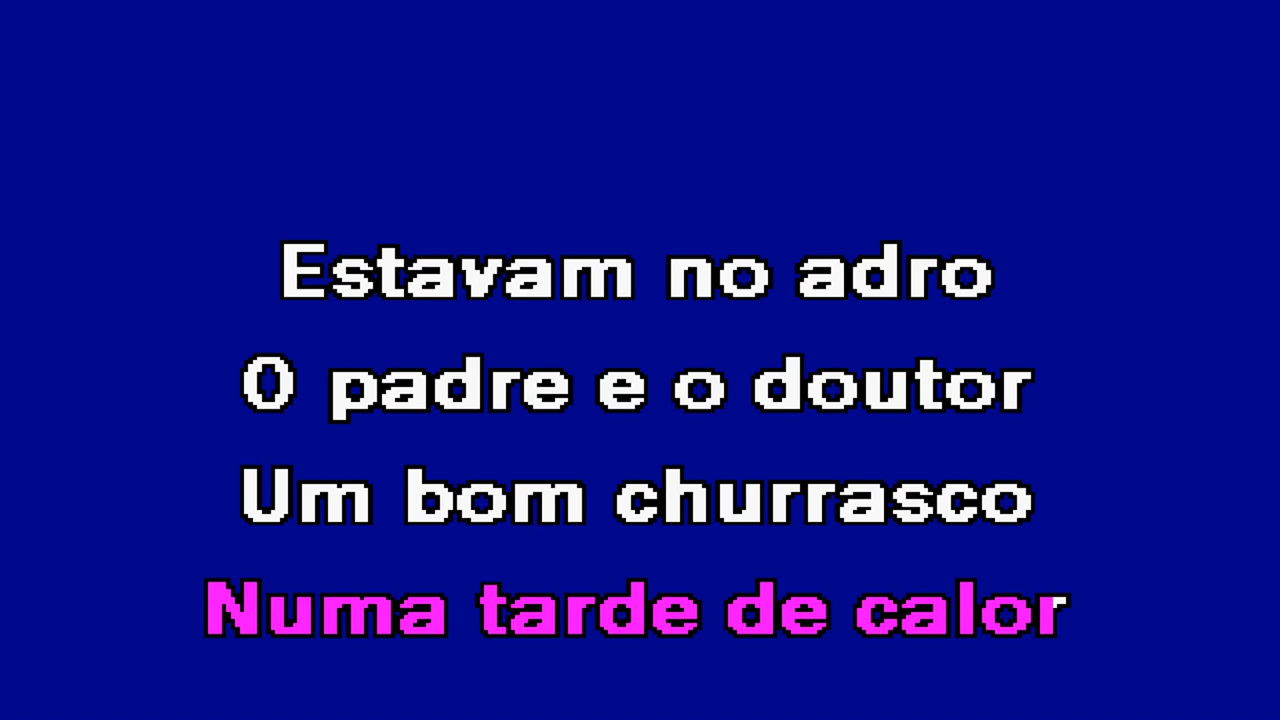 Estavam no adro
O padre e o doutor
Um bom churrasco
Numa tarde de calor